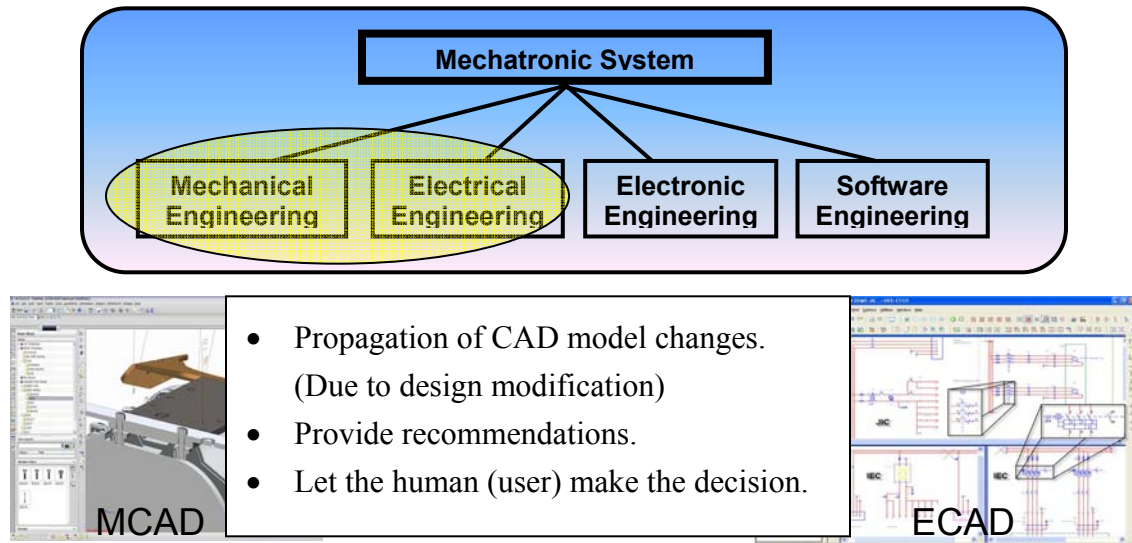 Mechatronic System
Mechanical
Engineering
Electrical
Engineering
Electronic
Engineering
Software
Engineering
• Propagation of CAD model changes.
(Due to design modification)
• Provide recommendations.
• Let the human (user) make the decision.
MCAD
JIC
IEC
IEC
ECAD